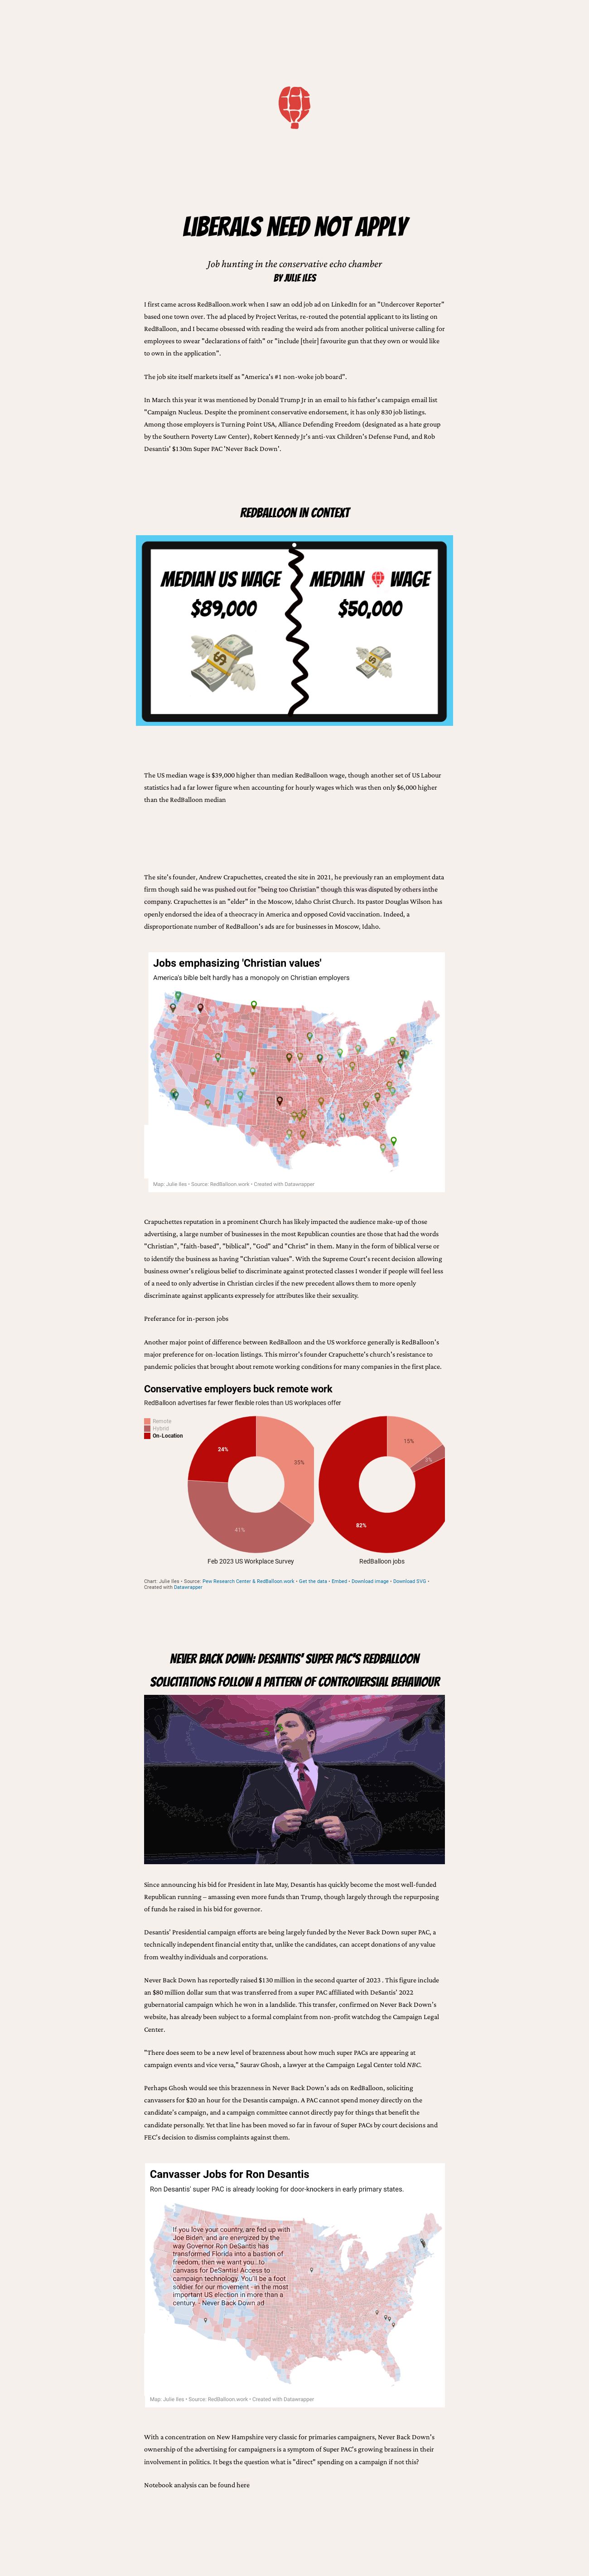 LIBERALS NEED NOT APPLY
Job hunting in the conservative echo chamber
BY JULIE ILES
I first came across RedBalloon.work when I saw an odd job ad on LinkedIn for an "Undercover Reporter"
based one town over. The ad placed by Project Veritas, re-routed the potential applicant to its listing on
RedBalloon, and I became obsessed with reading the weird ads from another political universe calling for
employees to swear "declarations of faith" or "include [their] favourite gun that they own or would like
to own in the application".
The job site itself markets itself as "America's #1 non-woke job board".
In March this year it was mentioned by Donald Trump Jr in an email to his father's campaign email list
"Campaign Nucleus. Despite the prominent conservative endorsement, it has only 830 job listings.
Among those employers is Turning Point USA, Alliance Defending Freedom (designated as a hate group
by the Southern Poverty Law Center), Robert Kennedy Jr's anti-vax Children's Defense Fund, and Rob
Desantis' $130m Super PAC 'Never Back Down'.
REDBALLOON IN CONTEXT
MEDIAN US WAGE
$89,000
MEDIAN WAGE
$50,000
The US median wage is $39,000 higher than median RedBalloon wage, though another set of US Labour
statistics had a far lower figure when accounting for hourly wages which was then only $6,000 higher
than the RedBalloon median
The site's founder, Andrew Crapuchettes, created the site in 2021, he previously ran an employment data
firm though said he was pushed out for "being too Christian" though this was disputed by others inthe
company. Crapuchettes is an "elder" in the Moscow, Idaho Christ Church. Its pastor Douglas Wilson has
openly endorsed the idea of a theocracy in America and opposed Covid vaccination. Indeed, a
disproportionate number of RedBalloon's ads are for businesses in Moscow, Idaho.
Jobs emphasizing 'Christian values'
America's bible belt hardly has a monopoly on Christian employers
Map: Julie Iles • Source: RedBalloon.work • Created with Datawrapper
Crapuchettes reputation in a prominent Church has likely impacted the audience make-up of those
advertising, a large number of businesses in the most Republican counties are those that had the words
"Christian", "faith-based", "biblical", "God" and "Christ" in them. Many in the form of biblical verse or
to identify the business as having "Christian values". With the Supreme Court's recent decision allowing
business owner's religious belief to discriminate against protected classes I wonder if people will feel less
of a need to only advertise in Christian circles if the new precedent allows them to more openly
discriminate against applicants expressely for attributes like their sexuality.
Preferance for in-person jobs
Another major point of difference between RedBalloon and the US workforce generally is RedBalloon's
major preference for on-location listings. This mirror's founder Crapuchette's church's resistance to
pandemic policies that brought about remote working conditions for many companies in the first place.
Conservative employers buck remote work
RedBalloon advertises far fewer flexible roles than US workplaces offer
Remote
Hybrid
On-Location
24%
35%
41%
Feb 2023 US Workplace Survey
15%
3%
82%
RedBalloon jobs
Chart: Julie Iles • Source: Pew Research Center & RedBalloon.work • Get the data • Embed • Download image • Download SVG •
Created with Datawrapper
NEVER BACK DOWN: DESANTIS' SUPER PAC'S REDBALLOON
SOLICITATIONS FOLLOW A PATTERN OF CONTROVERSIAL BEHAVIOUR
Since announcing his bid for President in late May, Desantis has quickly become the most well-funded
Republican running – amassing even more funds than Trump, though largely through the repurposing
of funds he raised in his bid for governor.
Desantis' Presidential campaign efforts are being largely funded by the Never Back Down super PAC, a
technically independent financial entity that, unlike the candidates, can accept donations of any value
from wealthy individuals and corporations.
Never Back Down has reportedly raised $130 million in the second quarter of 2023 . This figure include
an $80 million dollar sum that was transferred from a super PAC affiliated with DeSantis' 2022
gubernatorial campaign which he won in a landslide. This transfer, confirmed on Never Back Down's
website, has already been subject to a formal complaint from non-profit watchdog the Campaign Legal
Center.
"There does seem to be a new level of brazenness about how much super PACs are appearing at
campaign events and vice versa," Saurav Ghosh, a lawyer at the Campaign Legal Center told NBC.
Perhaps Ghosh would see this brazenness in Never Back Down's ads on RedBalloon, soliciting
canvassers for $20 an hour for the Desantis campaign. A PAC cannot spend money directly on the
candidate's campaign, and a campaign committee cannot directly pay for things that benefit the
candidate personally. Yet that line has been moved so far in favour of Super PACs by court decisions and
FEC's decision to dismiss complaints against them.
Canvasser Jobs for Ron Desantis
Ron Desantis' super PAC is already looking for door-knockers in early primary states.
If you love your country, are fed up with
Joe Biden, and are energized by the
way Governor Ron DeSantis has
transformed Florida into a bastion of
freedom, then we want you...to
canvass for DeSantis! Access to
campaign technology. You'll be a foot
soldier for our movement - in the most
important US election in more than a
century. - Never Back Down ad
Map: Julie Iles • Source: RedBalloon.work • Created with Datawrapper
With a concentration on New Hampshire very classic for primaries campaigners, Never Back Down's
ownership of the advertising for campaigners is a symptom of Super PAC's growing braziness in their
involvement in politics. It begs the question what is "direct" spending on a campaign if not this?
Notebook analysis can be found here